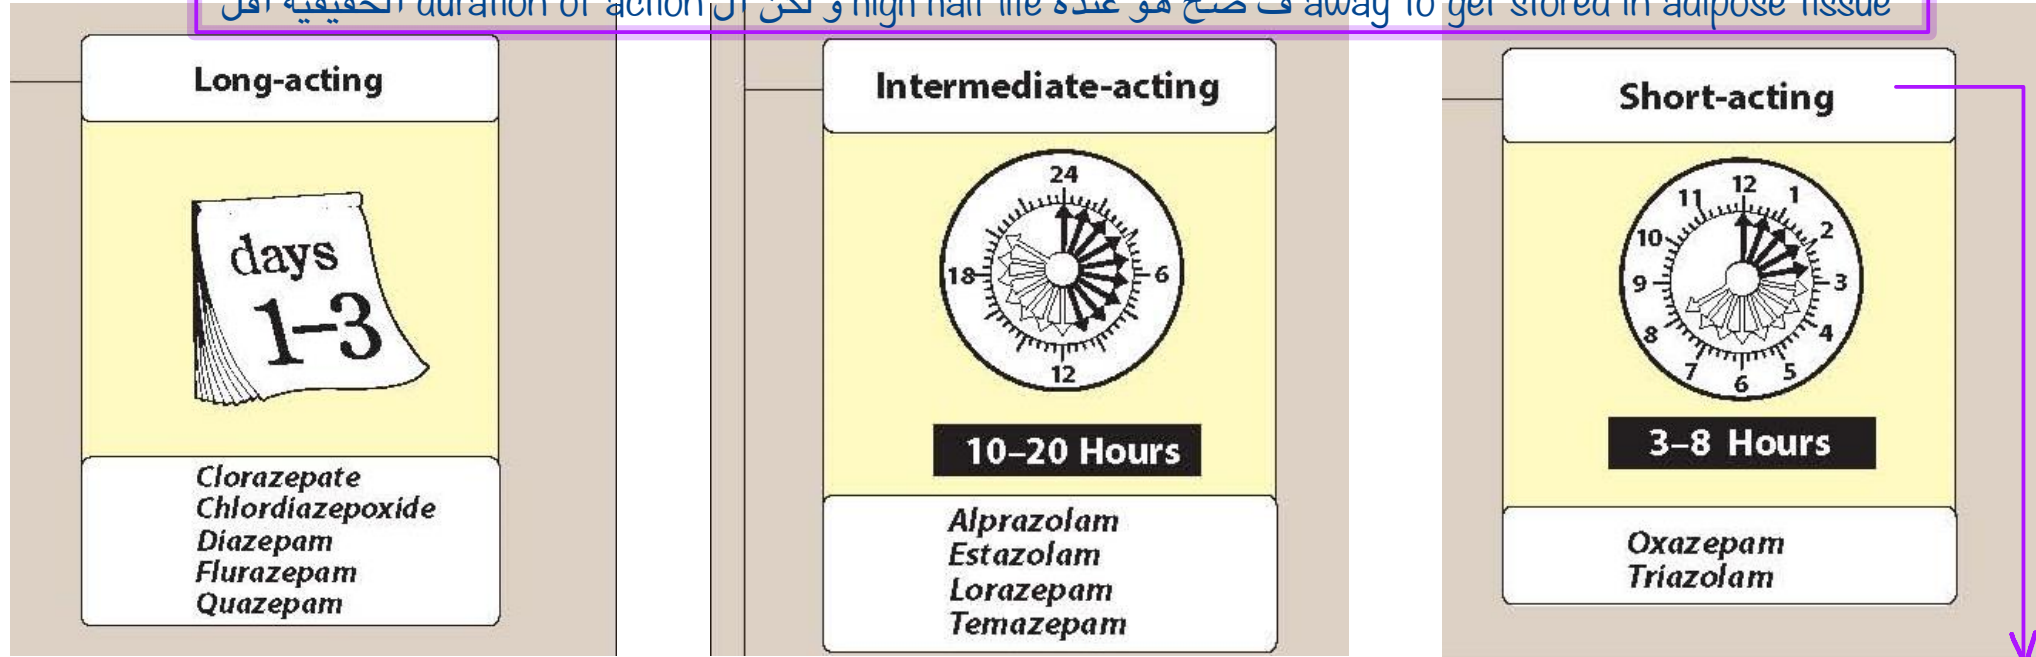 away to get stored in adipose tissue ف صح هو عنده high half life و لكن ال duration of action الحقيقية اقل
Long-acting
days
1–3
Clorazepate
Chlordiazepoxide
Diazepam
Flurazepam
Quazepam
Intermediate-acting
24
18
6
12
10–20 Hours
Alprazolam
Estazolam
Lorazepam
Temazepam
Short-acting
12
11
1
10
2
9
3
8
4
7
5
6
3–8 Hours
Oxazepam
Triazolam